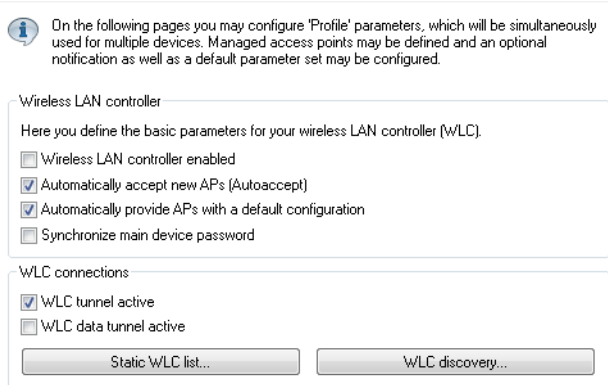 On the following pages you may configure 'Profile' parameters, which will be simultaneously
used for multiple devices. Managed access points may be defined and an optional
notification as well as a default parameter set may be configured.
Wireless LAN controller
Here you define the basic parameters for your wireless LAN controller (WLC).
Wireless LAN controller enabled
Automatically accept new APs (Autoaccept)
Automatically provide APs with a default configuration
Synchronize main device password
WLC connections
WLC tunnel active
WLC data tunnel active
Static WLC list...
WLC discovery...